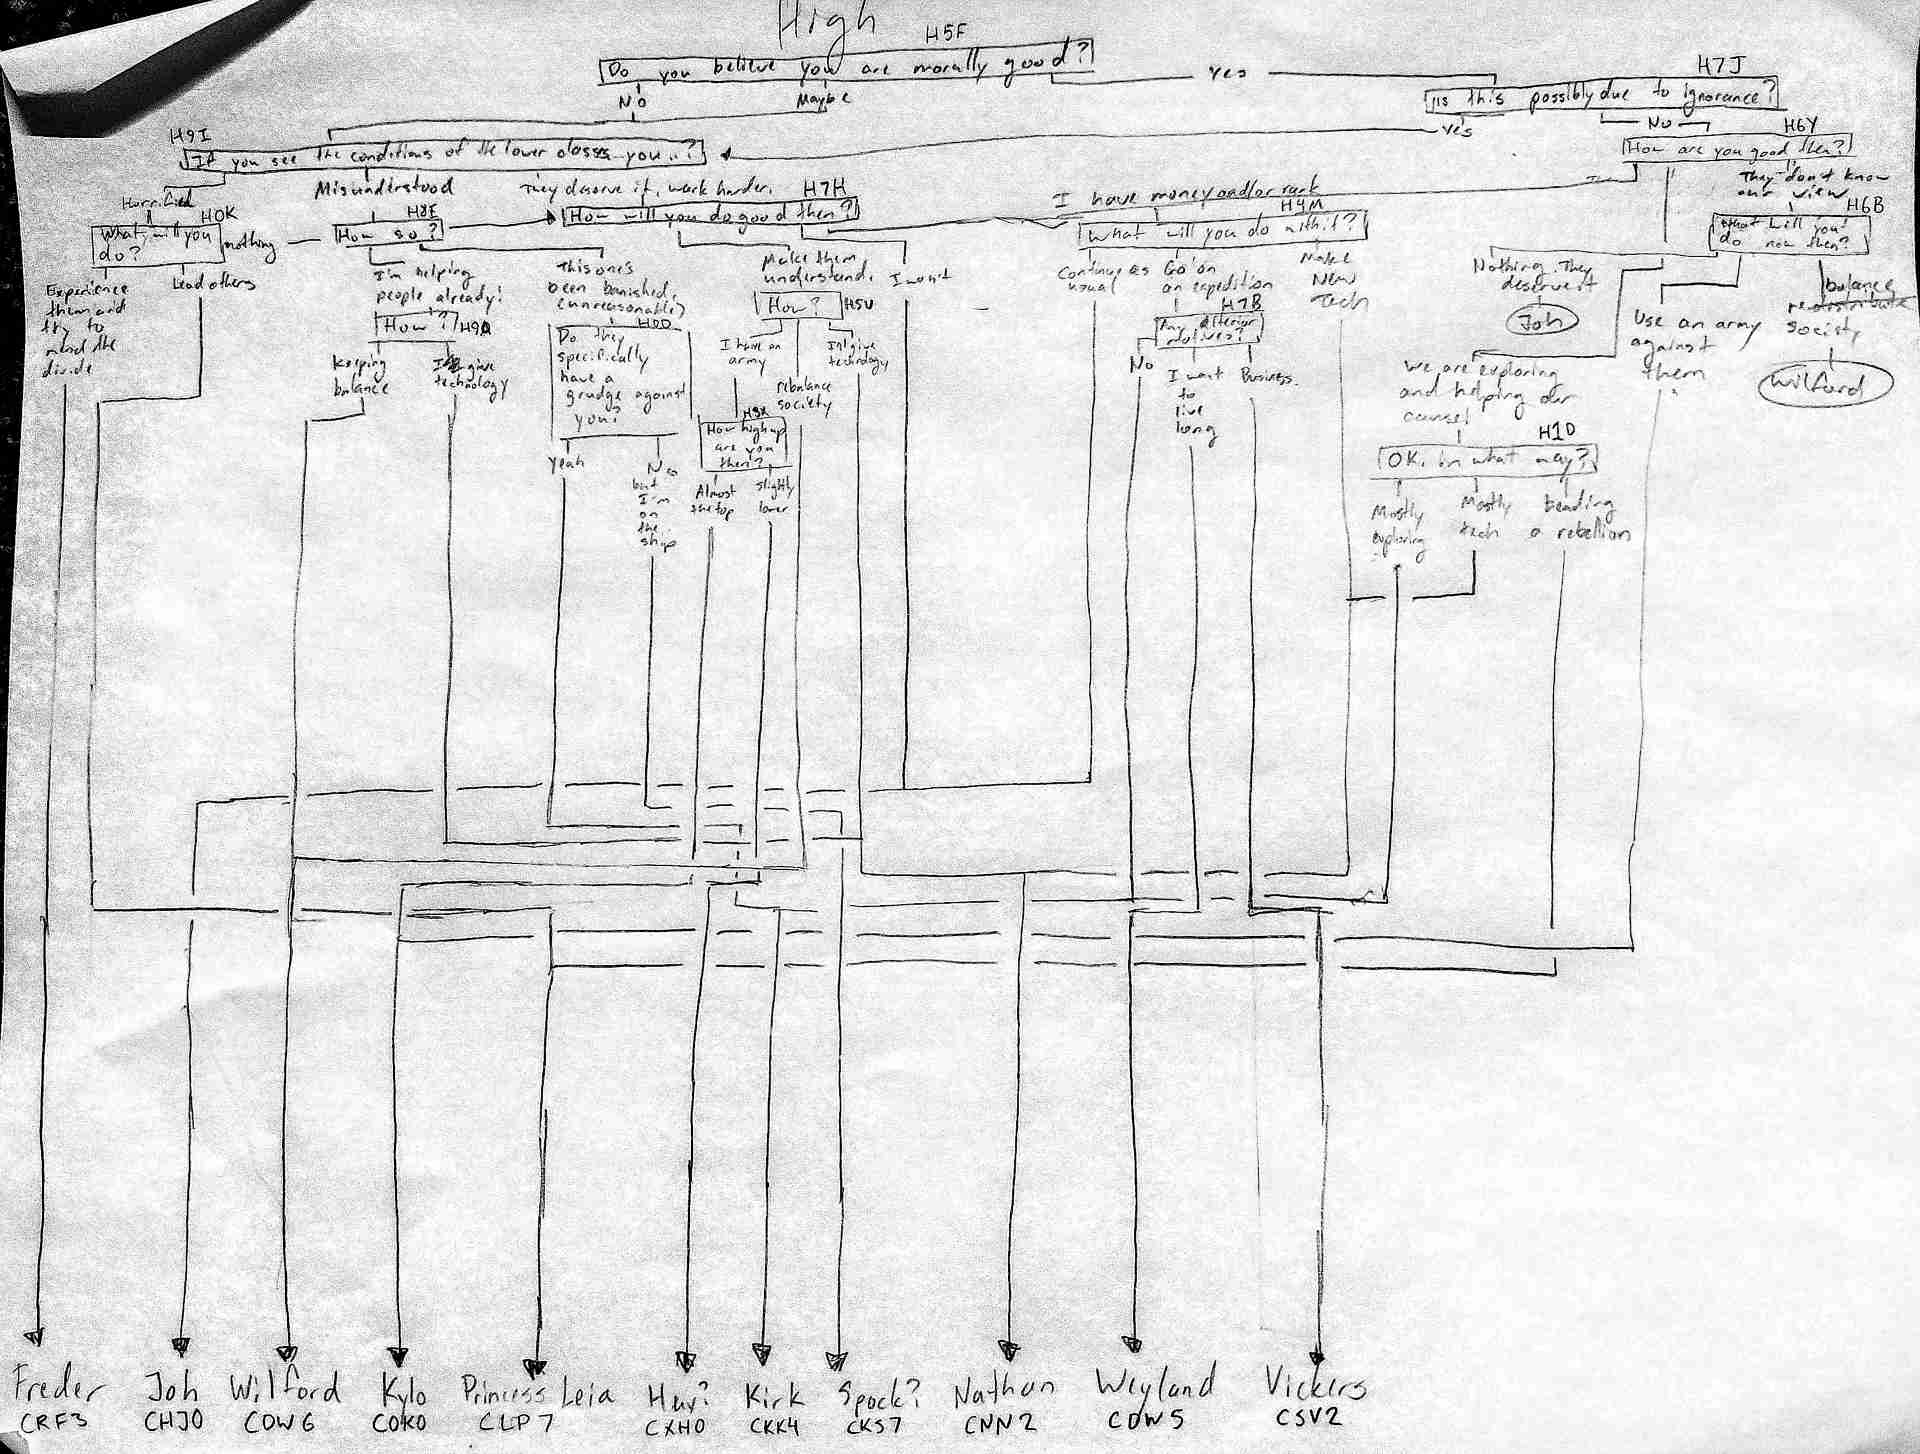 High
H5F
Do you believe you are morally good?
Yes
No
Maybe
H7J
Is this possibly due to ignorance?
Yes
No
H9I
If you see the conditions of the lower classes you..?
H6Y
How are you good then?
Horrified
Misunderstood
They deserve it, work harder.
I have money and/or rank
They don't know
our view
H0K
What will you
do?
nothing
H8I
How so?
H7H
How will you do good then?
H4M
What will you do with it?
H6B
What will you
do now then?
Experience
them and
try to
mend the
divide
Lead others
I'm helping
people already!
This one's
been banished,
(unreasonable)
Make them
understand.
I won't
Continue as
usual
Go on
an expedition
Make
New
Tech
Nothing. They
deserve it
Joh
Use an army
against
them
balance
redistribute
society
Wilford
How?
H9Q
Keeping
balance
I give
technology
H0D
Do they
specifically
have a
grudge against
you?
Yeah
No
but
I'm
on
the
ship
How?
H5U
I have an
army
rebalance
society
I'll give
technology
H3X
How high up
are you
then?
Almost
the top
slightly
lower
H7B
Any ulterior
motives?
No
I want
to
live
long
Business.
We are exploring
and helping our
cause!
H1D
OK, in what way?
Mostly
exploring
Mostly
tech
leading
a rebellion
Freder
CRF3
Joh
CHJ0
Wilford
CDW6
Kylo
COK0
Princess Leia
CLP7
Hux?
CXH0
Kirk
CKK4
Spock?
CKS7
Nathan
CNN2
Weyland
CDW5
Vickers
CSV2